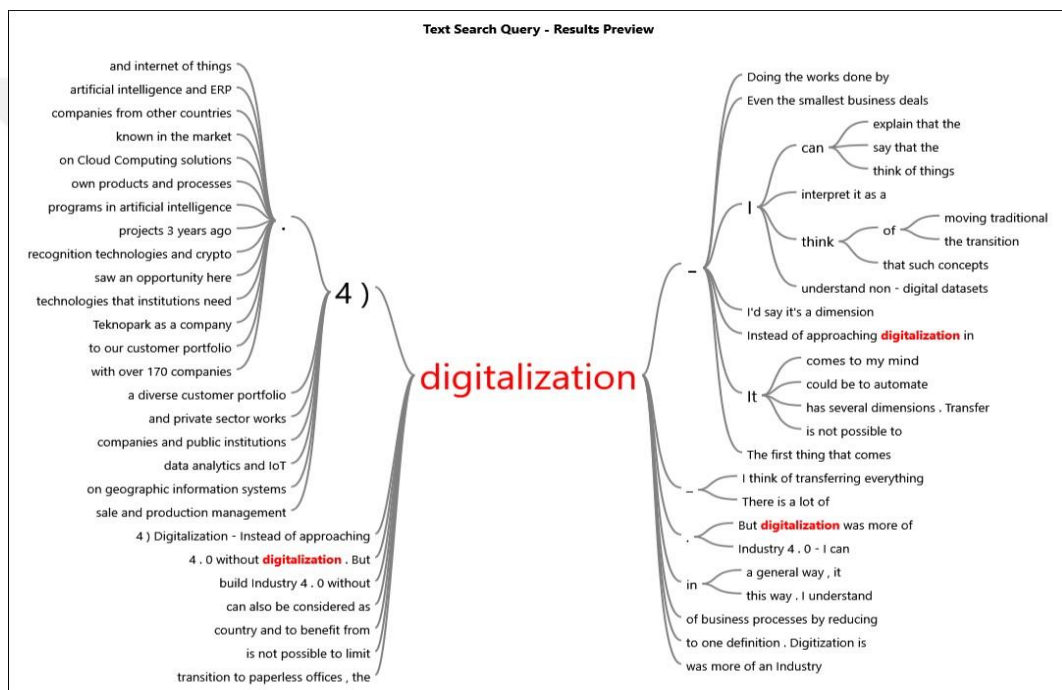 Text Search Query - Results Preview
and internet of things
artificial intelligence and ERP
companies from other countries
known in the market
on Cloud Computing solutions
own products and processes
programs in artificial intelligence
projects 3 years ago
recognition technologies and crypto
saw an opportunity here
technologies that institutions need
Teknopark as a company
to our customer portfolio
with over 170 companies
.
a diverse customer portfolio
and private sector works
companies and public institutions
data analytics and IoT
on geographic information systems
sale and production management
4 )
4 ) Digitalization - Instead of approaching
4 . 0 without digitalization . But
build Industry 4 . 0 without
can also be considered as
country and to benefit from
is not possible to limit
transition to paperless offices , the
digitalization
-
Doing the works done by
Even the smallest business deals
I
can
explain that the
say that the
think of things
interpret it as a
think
of
moving traditional
the transition
that such concepts
understand non - digital datasets
I'd say it's a dimension
Instead of approaching digitalization in
It
comes to my mind
could be to automate
has several dimensions . Transfer
is not possible to
The first thing that comes
–
I think of transferring everything
There is a lot of
.
But digitalization was more of
Industry 4 . 0 - I can
in
a general way , it
this way . I understand
of business processes by reducing
to one definition . Digitization is
was more of an Industry